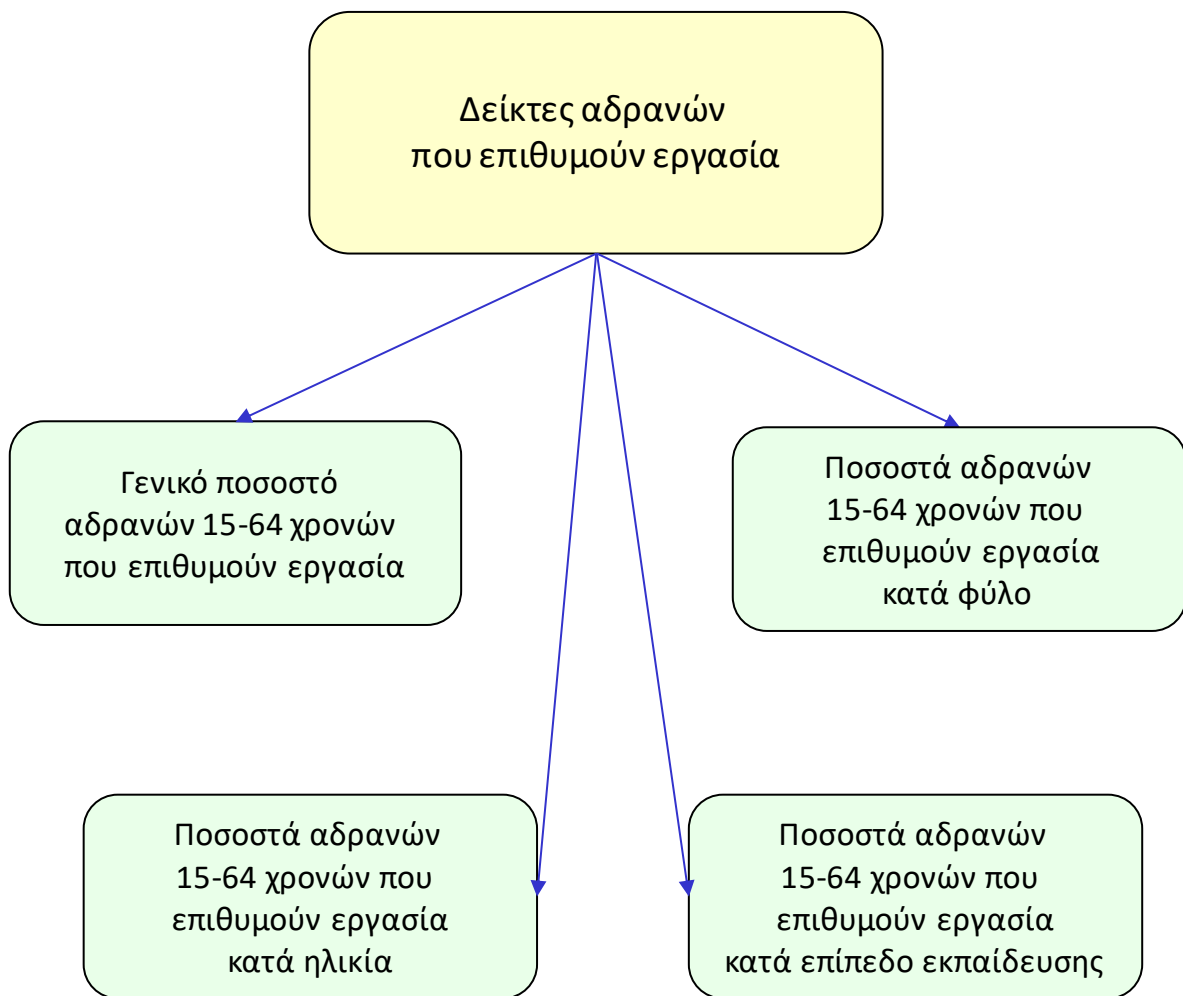 Δείκτες αδρανών
που επιθυμούν εργασία
Γενικό ποσοστό
αδρανών 15-64 χρονών
που επιθυμούν εργασία
Ποσοστά αδρανών
15-64 χρονών που
επιθυμούν εργασία
κατά φύλο
Ποσοστά αδρανών
15-64 χρονών που
επιθυμούν εργασία
κατά ηλικία
Ποσοστά αδρανών
15-64 χρονών που
επιθυμούν εργασία
κατά επίπεδο εκπαίδευσης